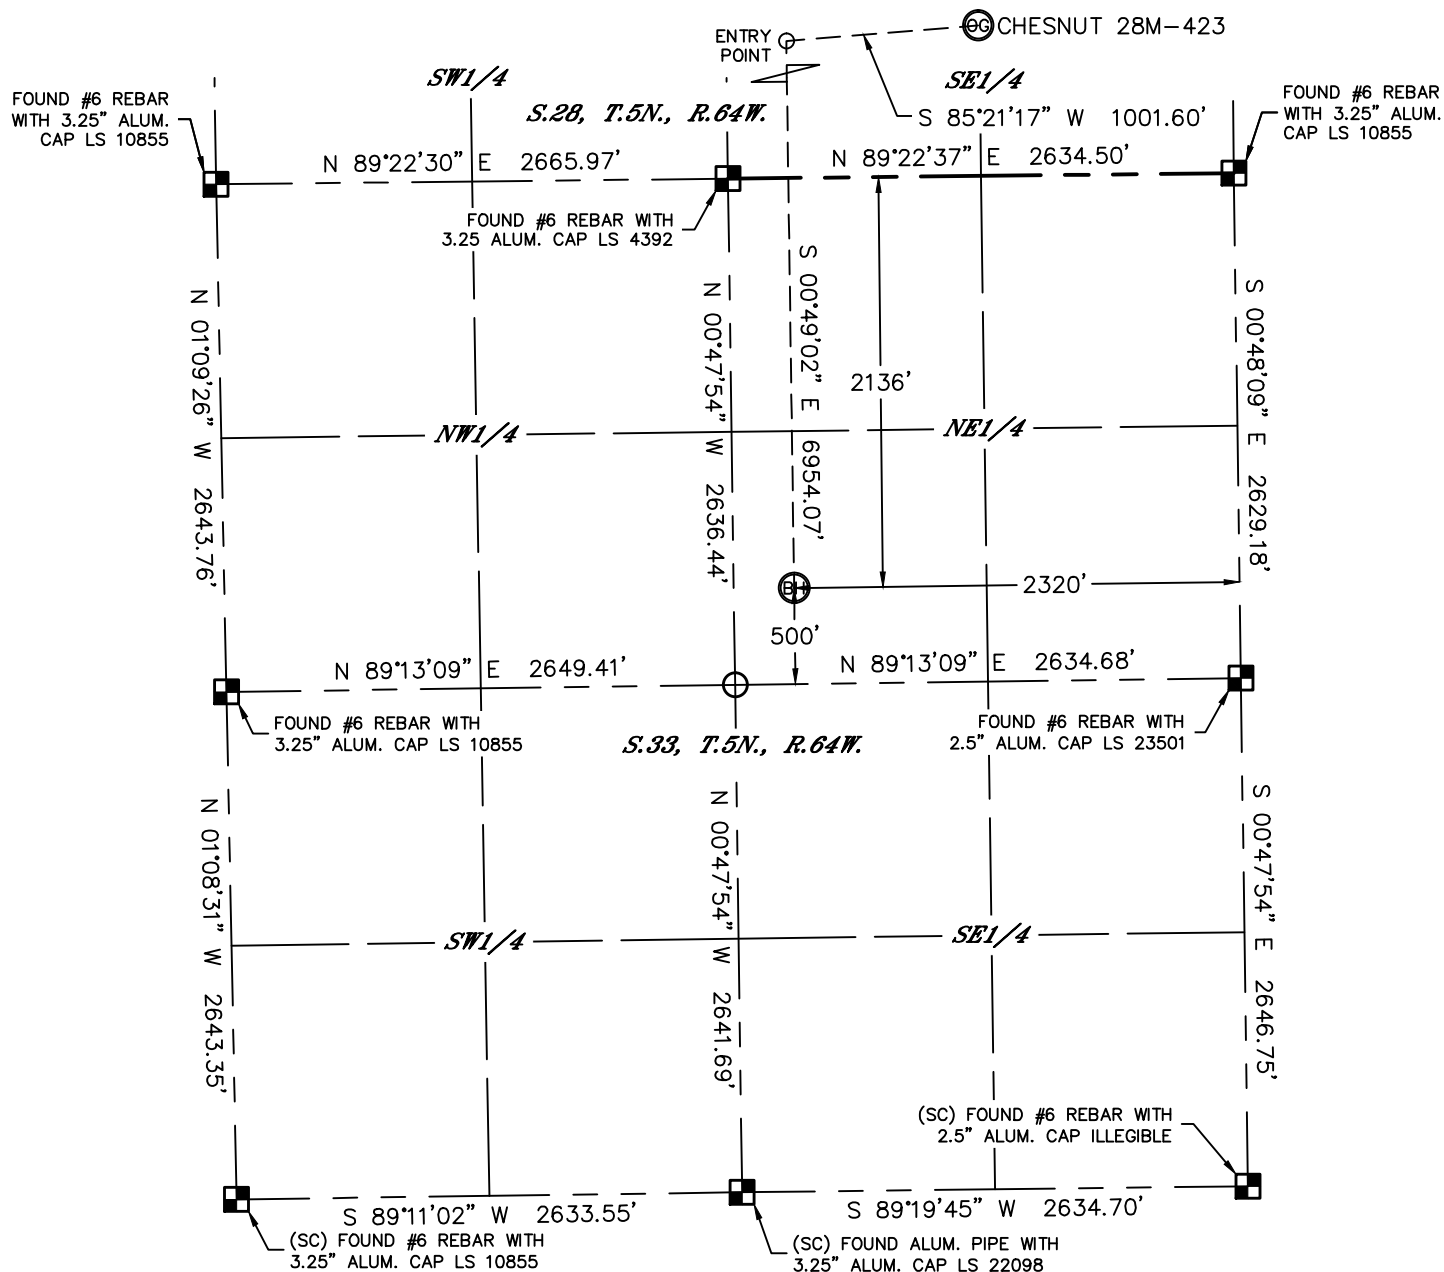 CHESNUT 28M-423
OG
ENTRY
POINT
SW1/4
SE1/4
FOUND #6 REBAR
WITH 3.25" ALUM.
CAP LS 10855
FOUND #6 REBAR
WITH 3.25" ALUM.
CAP LS 10855
S.28, T.5N., R.64W.
S 85°21'17" W 1001.60'
N 89°22'30" E 2665.97'
N 89°22'37" E 2634.50'
FOUND #6 REBAR WITH
3.25 ALUM. CAP LS 4392
N 01°09'26" W 2643.76'
N 00°47'54" W 2636.44'
S 00°49'02" E 6954.07'
S 00°48'09" E 2629.18'
2136'
NW1/4
NE1/4
BH
2320'
500'
N 89°13'09" E 2649.41'
N 89°13'09" E 2634.68'
FOUND #6 REBAR WITH
3.25" ALUM. CAP LS 10855
FOUND #6 REBAR WITH
2.5" ALUM. CAP LS 23501
S.33, T.5N., R.64W.
N 01°08'31" W 2643.35'
N 00°47'54" W 2641.69'
S 00°47'54" E 2646.75'
SW1/4
SE1/4
(SC) FOUND #6 REBAR WITH
2.5" ALUM. CAP ILLEGIBLE
S 89°11'02" W 2633.55'
S 89°19'45" W 2634.70'
(SC) FOUND #6 REBAR WITH
3.25" ALUM. CAP LS 10855
(SC) FOUND ALUM. PIPE WITH
3.25" ALUM. CAP LS 22098